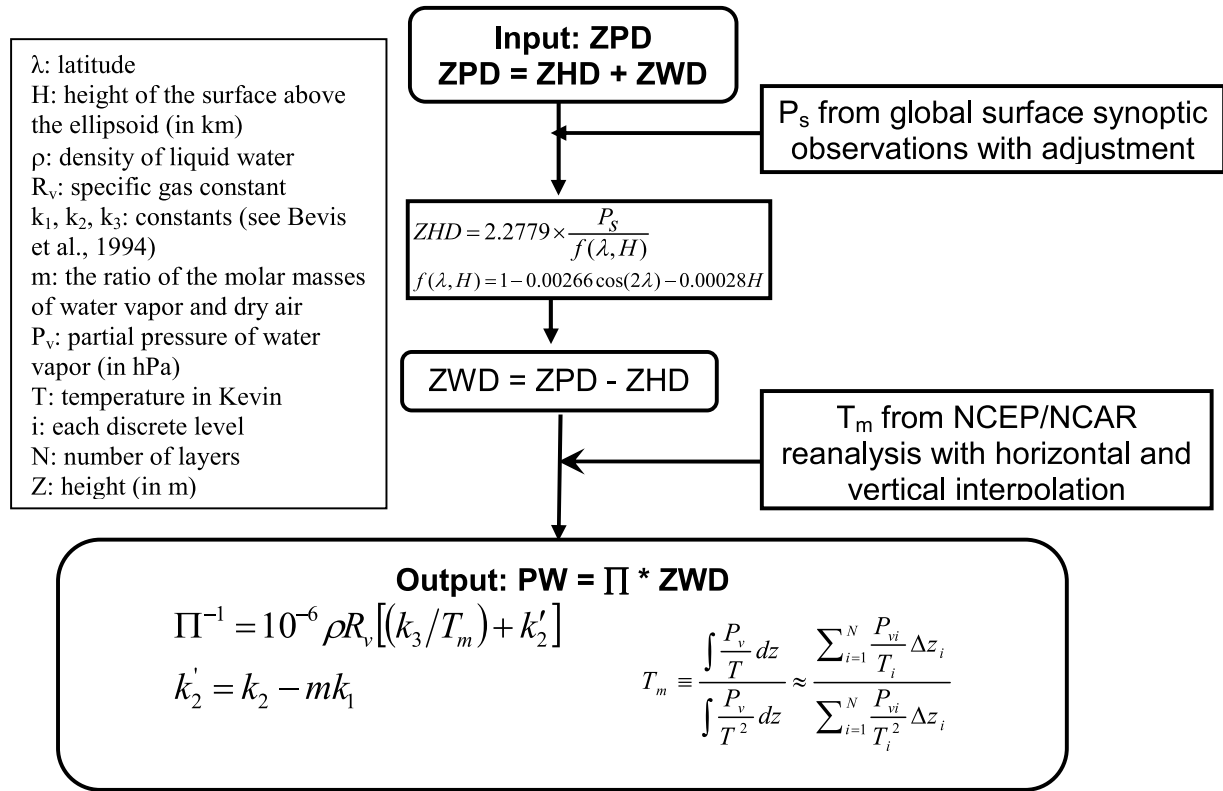 λ: latitude
H: height of the surface above
the ellipsoid (in km)
ρ: density of liquid water
Rᵥ: specific gas constant
k₁, k₂, k₃: constants (see Bevis
et al., 1994)
m: the ratio of the molar masses
of water vapor and dry air
Pᵥ: partial pressure of water
vapor (in hPa)
T: temperature in Kevin
i: each discrete level
N: number of layers
Z: height (in m)
Input: ZPD
ZPD = ZHD + ZWD
Pₛ from global surface synoptic
observations with adjustment
ZHD = 2.2779 × P_S / f(λ, H)
f(λ, H) = 1 − 0.00266 cos(2λ) − 0.00028H
ZWD = ZPD - ZHD
Tₘ from NCEP/NCAR
reanalysis with horizontal and
vertical interpolation
Output: PW = ∏ * ZWD
Π⁻¹ = 10⁻⁶ ρRᵥ[(k₃/Tₘ) + k₂′]
k₂' = k₂ − mk₁
Tₘ ≡ ∫ (Pᵥ/T) dz / ∫ (Pᵥ/T²) dz ≈ ∑ᵢ₌₁ᴺ (Pᵥᵢ/Tᵢ) Δzᵢ / ∑ᵢ₌₁ᴺ (Pᵥᵢ/Tᵢ²) Δzᵢ